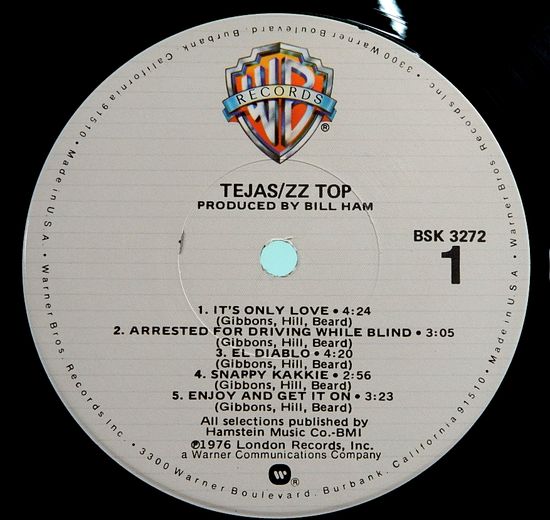 WB
RECORDS
®
TEJAS/ZZ TOP
PRODUCED BY BILL HAM
BSK 3272
1
1. IT'S ONLY LOVE • 4:24
(Gibbons, Hill, Beard)
2. ARRESTED FOR DRIVING WHILE BLIND • 3:05
(Gibbons, Hill, Beard)
3. EL DIABLO • 4:20
(Gibbons, Hill, Beard)
4. SNAPPY KAKKIE • 2:56
(Gibbons, Hill, Beard)
5. ENJOY AND GET IT ON • 3:23
(Gibbons, Hill, Beard)
All selections published by
Hamstein Music Co.-BMI
℗1976 London Records, Inc.
a Warner Communications Company
®
Warner Bros. Records Inc. • 3300 Warner Boulevard, Burbank, California 91510 • Made in U.S.A. •
Warner Bros. Records Inc. • 3300 Warner Boulevard, Burbank, California 91510 • Made in U.S.A. •